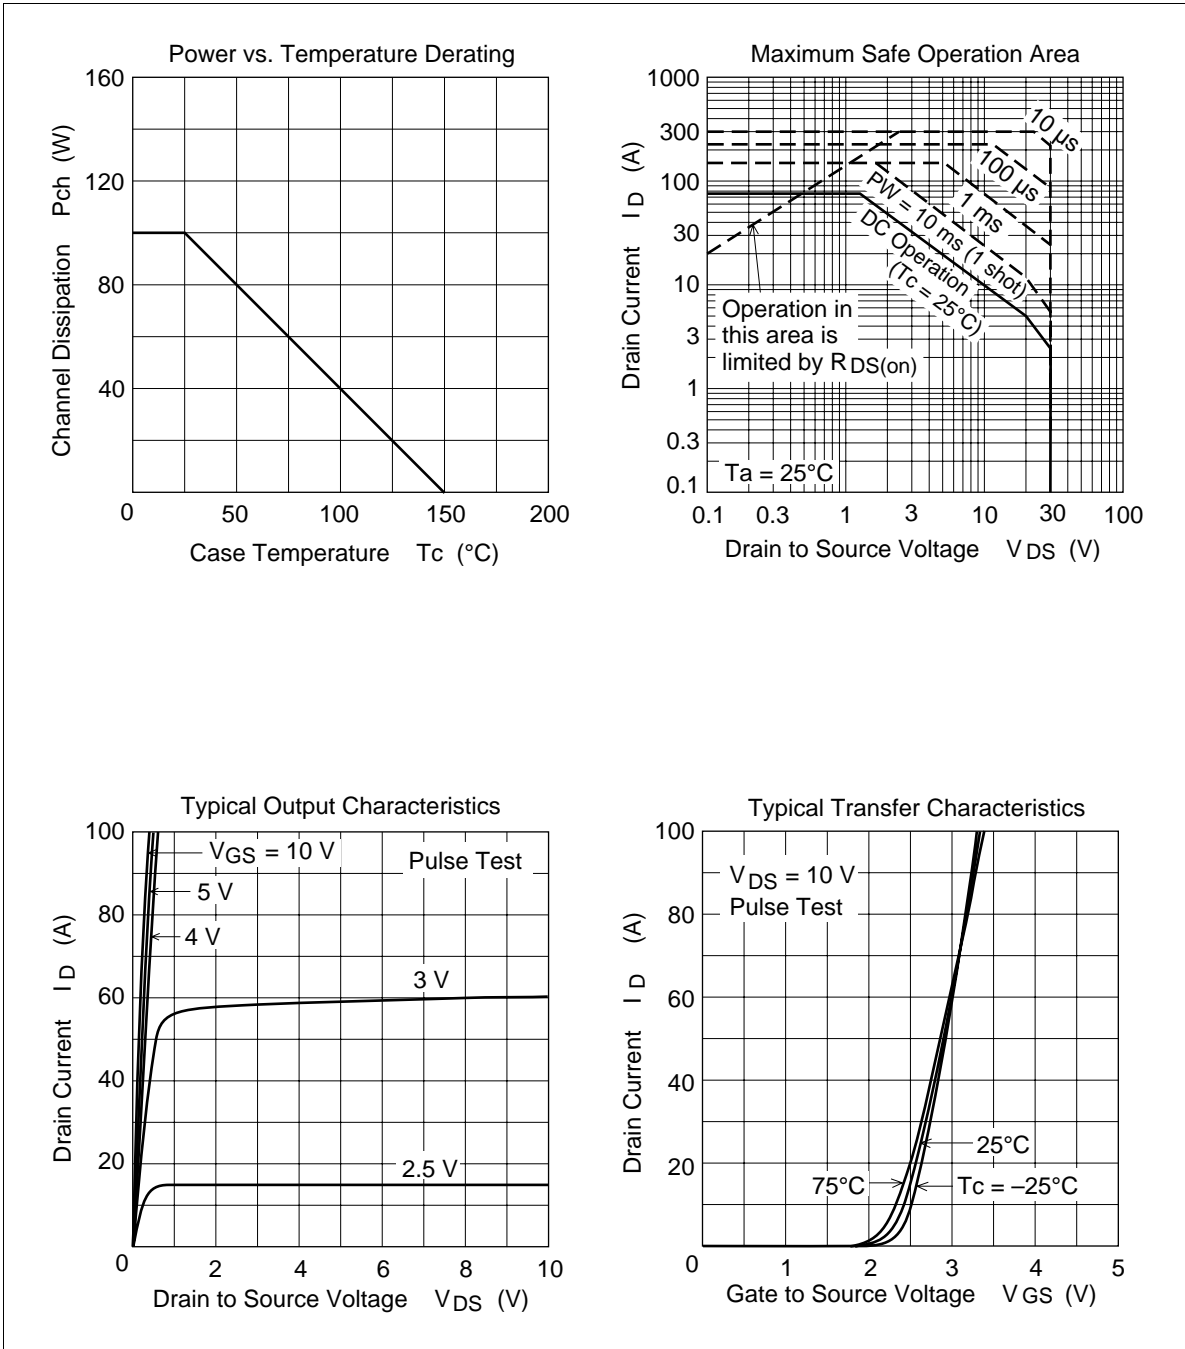 Power vs. Temperature Derating
160
120
80
40
0
50
100
150
200
Channel Dissipation Pch (W)
Case Temperature Tc (°C)
Maximum Safe Operation Area
1000
300
100
30
10
3
1
0.3
0.1
0.1
0.3
1
3
10
30
100
Drain Current I D (A)
Drain to Source Voltage V DS (V)
10 µs
100 µs
1 ms
PW = 10 ms (1 shot)
DC Operation
(Tc = 25°C)
Operation in
this area is
limited by R DS(on)
Ta = 25°C
Typical Output Characteristics
100
80
60
40
20
0
2
4
6
8
10
Drain Current I D (A)
Drain to Source Voltage V DS (V)
VGS = 10 V
5 V
4 V
Pulse Test
3 V
2.5 V
Typical Transfer Characteristics
100
80
60
40
20
0
1
2
3
4
5
Drain Current I D (A)
Gate to Source Voltage V GS (V)
V DS = 10 V
Pulse Test
25°C
75°C
Tc = –25°C